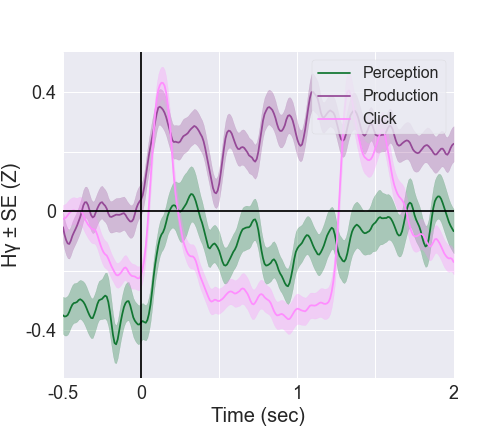 Perception
Production
Click
0.4
0
-0.4
Hγ ± SE (Z)
-0.5
0
1
2
Time (sec)